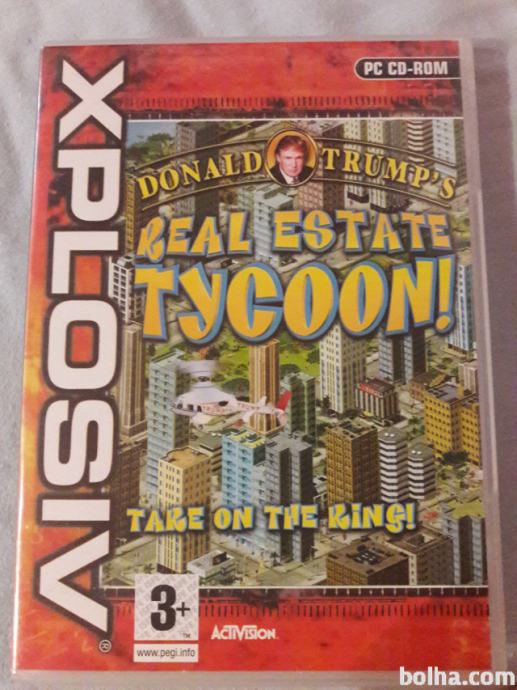 PC CD-ROM
XPLOSIV®
DONALD TRUMP'S
REAL ESTATE
TYCOON!
TAKE ON THE KING!
3+
™
www.pegi.info
ACTIVISION.
bolha.com